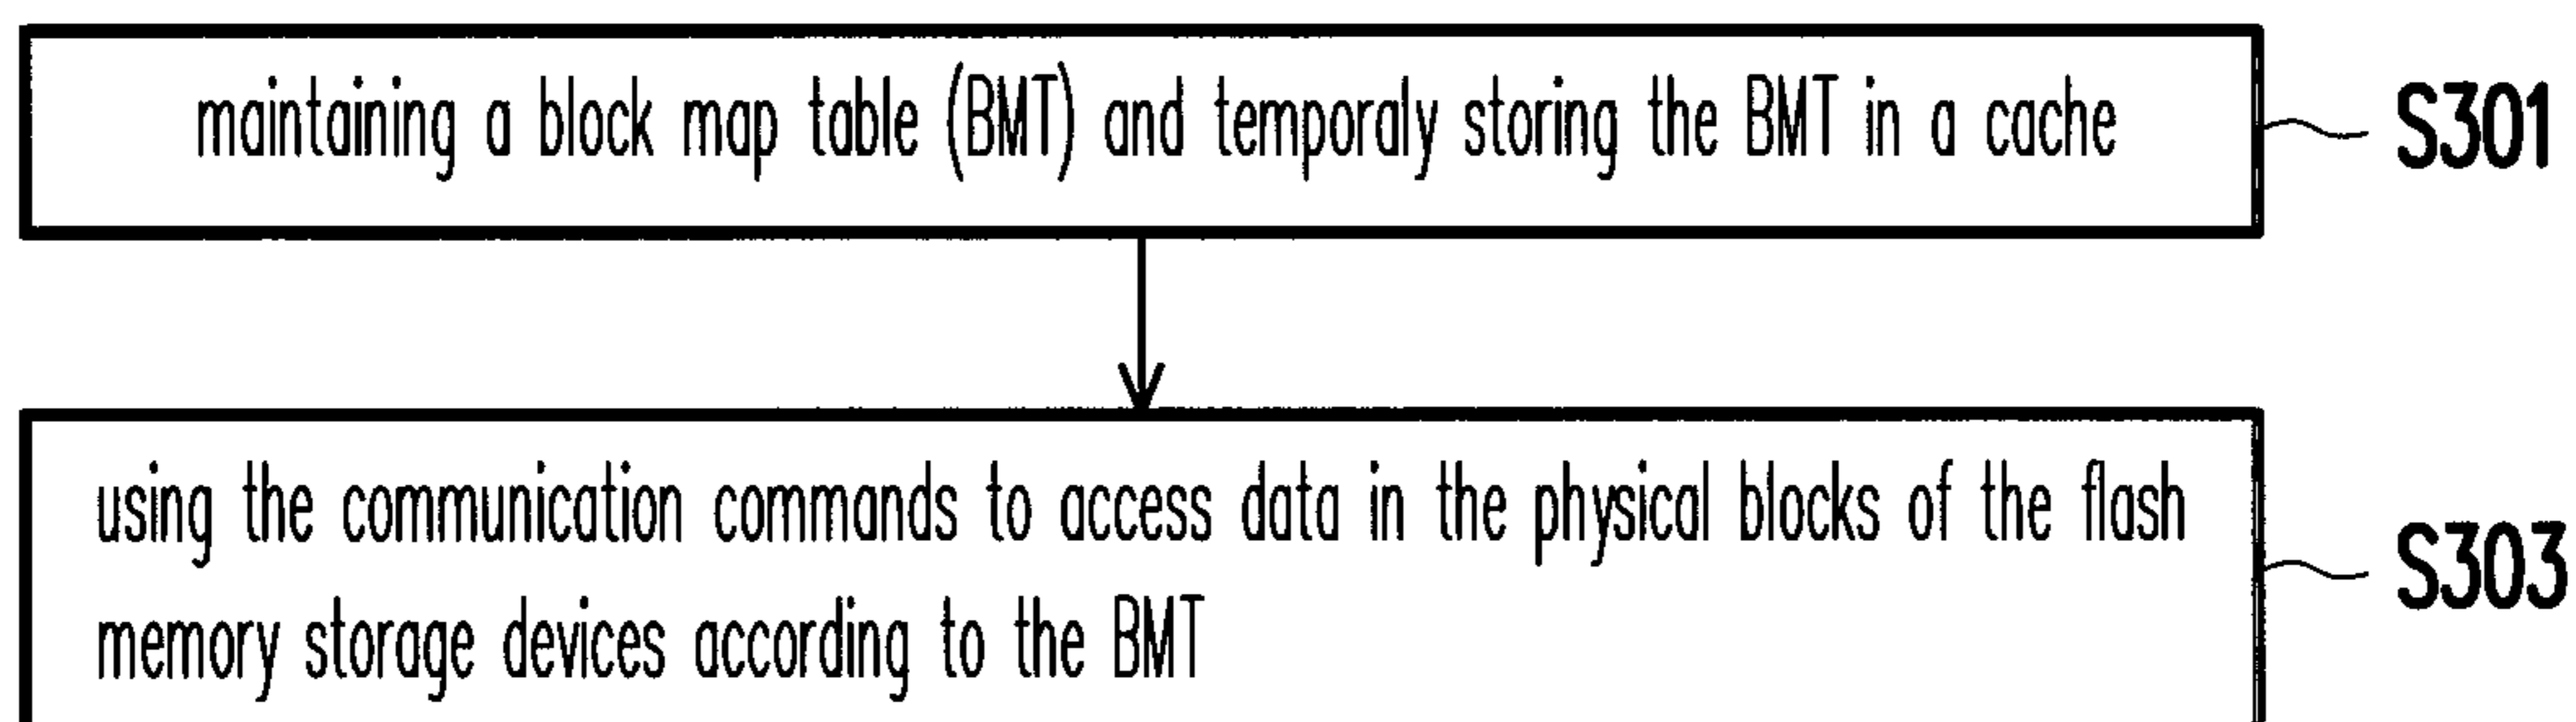 maintaining a block map table (BMT) and temporaly storing the BMT in a cache
S301
using the communication commands to access data in the physical blocks of the flash
memory storage devices according to the BMT
S303